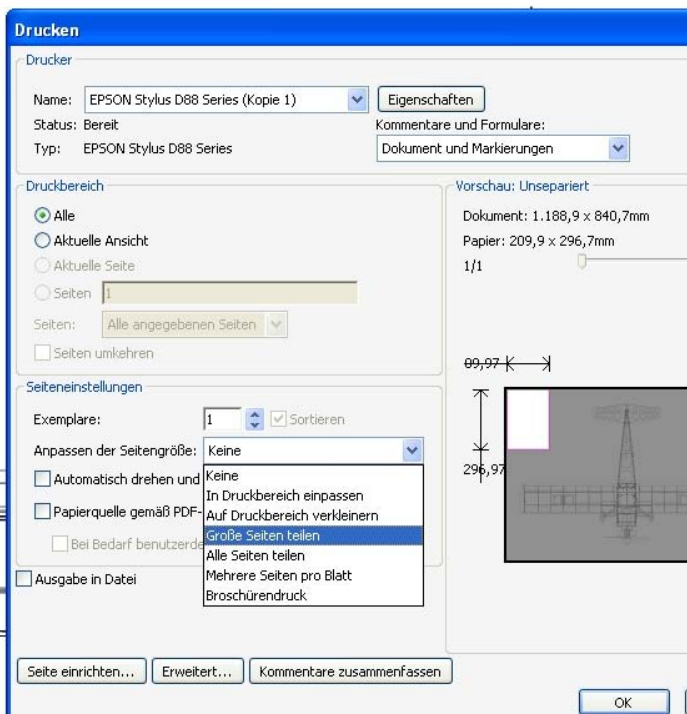 Drucken
Drucker
Name: EPSON Stylus D88 Series (Kopie 1) Eigenschaften
Status: Bereit Kommentare und Formulare:
Typ: EPSON Stylus D88 Series Dokument und Markierungen
Druckbereich
Alle
Aktuelle Ansicht
Aktuelle Seite
Seiten 1
Seiten: Alle angegebenen Seiten
Seiten umkehren
Vorschau: Unsepariert
Dokument: 1.188,9 x 840,7mm
Papier: 209,9 x 296,7mm
1/1
09,97
296,97
Seiteneinstellungen
Exemplare: 1 Sortieren
Anpassen der Seitengröße: Keine
Automatisch drehen und
Papierquelle gemäß PDF-
Bei Bedarf
Keine
In Druckbereich einpassen
Auf Druckbereich verkleinern
Große Seiten teilen
Alle Seiten teilen
Mehrere Seiten pro Blatt
Broschürendruck
Ausgabe in Datei
Seite einrichten... Erweitert... Kommentare zusammenfassen
OK